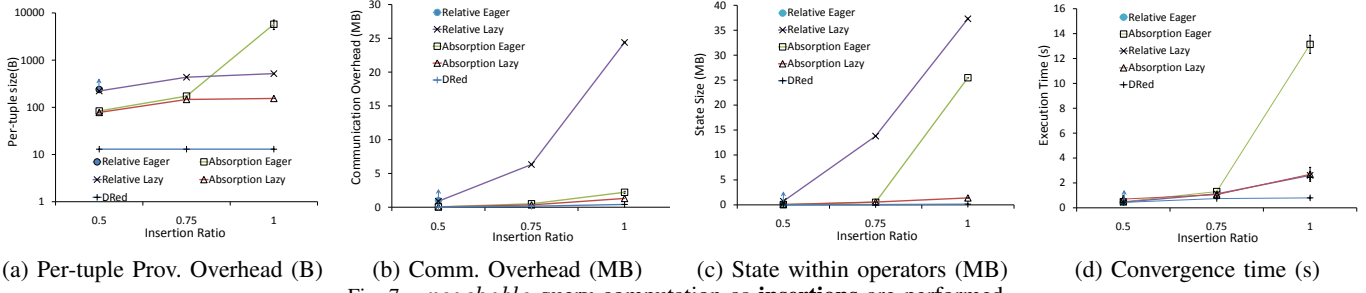 10000
1000
100
10
1
Per-tuple size(B)
Relative Eager
Absorption Eager
Relative Lazy
Absorption Lazy
DRed
0.5 0.75 1
Insertion Ratio
(a) Per-tuple Prov. Overhead (B)
30
25
20
15
10
5
0
Communication Overhead (MB)
Relative Eager
Relative Lazy
Absorption Eager
Absorption Lazy
DRed
0.5 0.75 1
Insertion Ratio
(b) Comm. Overhead (MB)
40
35
30
25
20
15
10
5
0
State Size (MB)
Relative Eager
Relative Lazy
Absorption Eager
Absorption Lazy
DRed
0.5 0.75 1
Insertion Ratio
(c) State within operators (MB)
16
14
12
10
8
6
4
2
0
Execution Time (s)
Relative Eager
Absorption Eager
Relative Lazy
Absorption Lazy
DRed
0.5 0.75 1
Insertion Ratio
(d) Convergence time (s)